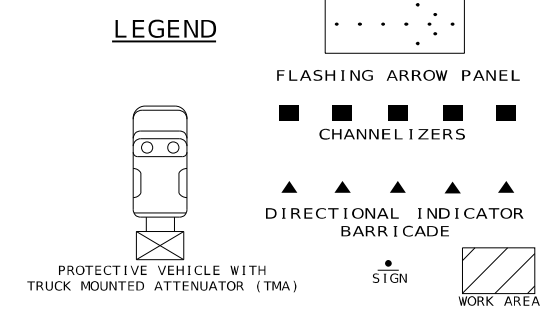 LEGEND
FLASHING ARROW PANEL
CHANNELIZERS
DIRECTIONAL INDICATOR
BARRICADE
PROTECTIVE VEHICLE WITH
TRUCK MOUNTED ATTENUATOR (TMA)
SIGN
WORK AREA